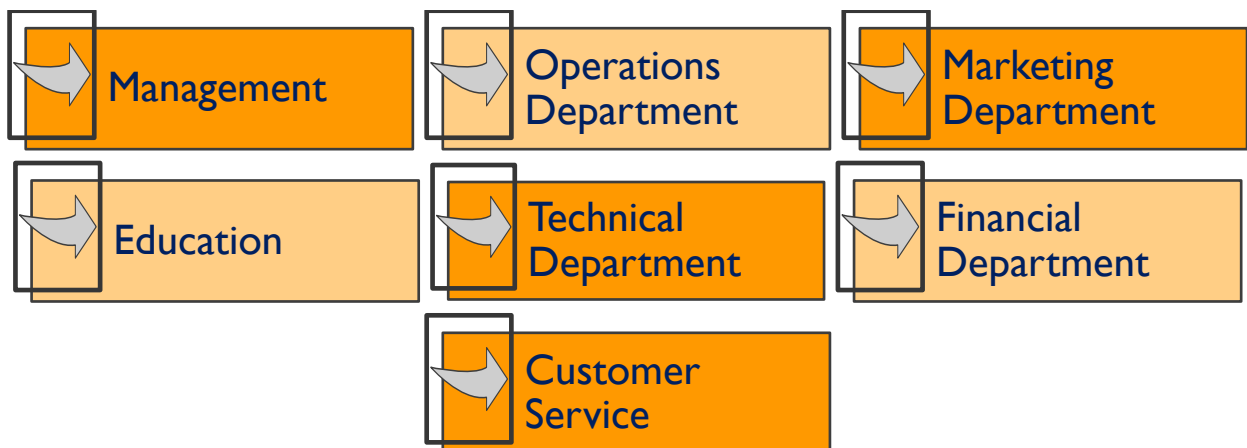 Management
Operations
Department
Marketing
Department
Education
Technical
Department
Financial
Department
Customer
Service